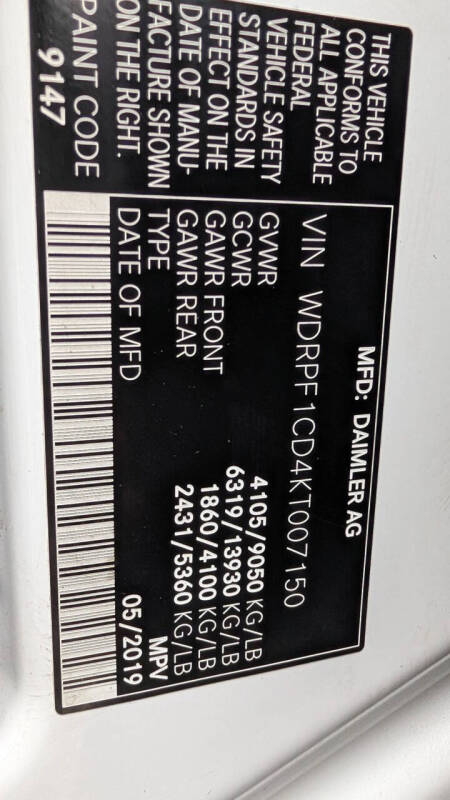 THIS VEHICLE
CONFORMS TO
ALL APPLICABLE
FEDERAL
VEHICLE SAFETY
STANDARDS IN
EFFECT ON THE
DATE OF MANU-
FACTURE SHOWN
ON THE RIGHT.
PAINT CODE
9147
MFD: DAIMLER AG
VIN WDRPF1CD4KT007150
GVWR 4105/9050 KG/LB
GCWR 6319/13930 KG/LB
GAWR FRONT 1860/4100 KG/LB
GAWR REAR 2431/5360 KG/LB
TYPE MPV
DATE OF MFD 05/2019